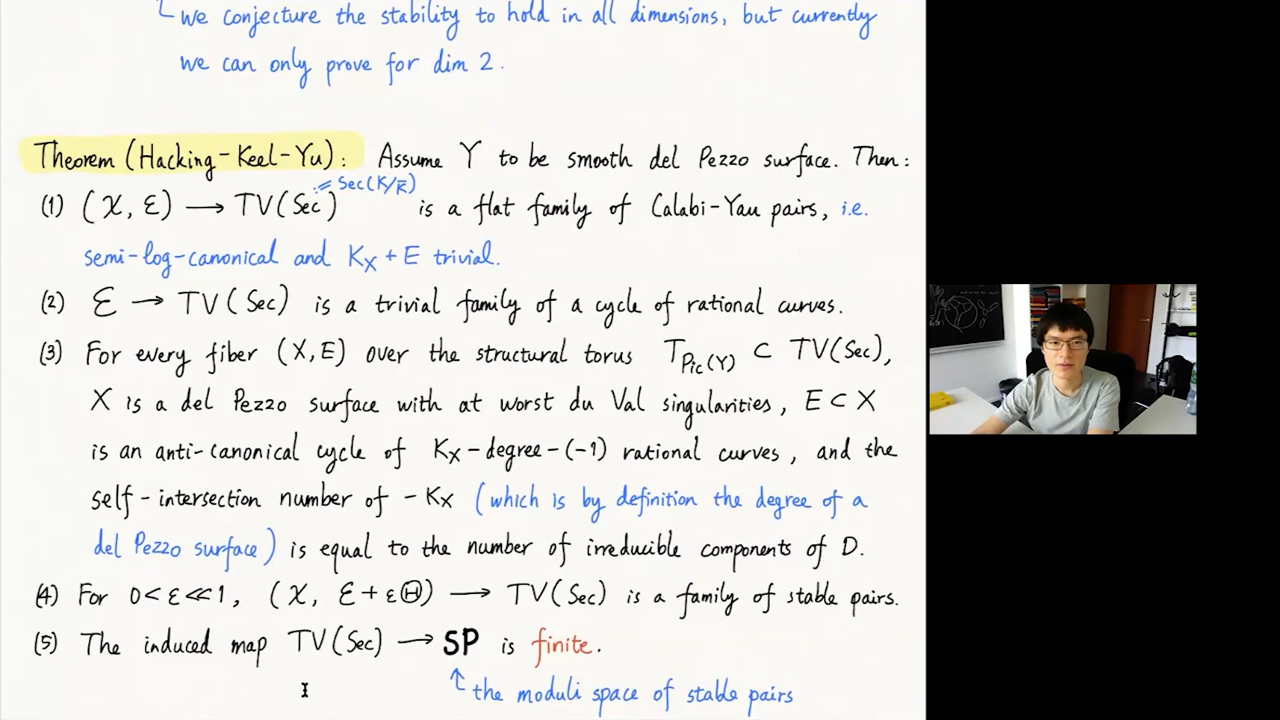 we conjecture the stability to hold in all dimensions, but currently
we can only prove for dim 2.
Theorem (Hacking-Keel-Yu): Assume Y to be smooth del Pezzo surface. Then:
:= Sec(K/K̄)
(1) (𝒳, ℰ) ⟶ TV(Sec) is a flat family of Calabi-Yau pairs, i.e.
semi-log-canonical and K_X + E trivial.
(2) ℰ ⟶ TV(Sec) is a trivial family of a cycle of rational curves.
(3) For every fiber (X, E) over the structural torus T_Pic(Y) ⊂ TV(Sec),
X is a del Pezzo surface with at worst du Val singularities, E ⊂ X
is an anti-canonical cycle of K_X-degree-(-1) rational curves, and the
self-intersection number of -K_X (which is by definition the degree of a
del Pezzo surface) is equal to the number of irreducible components of D.
(4) For 0<ε≪1, (𝒳, ℰ+εΘ) ⟶ TV(Sec) is a family of stable pairs.
(5) The induced map TV(Sec) ⟶ SP is finite.
↑ the moduli space of stable pairs